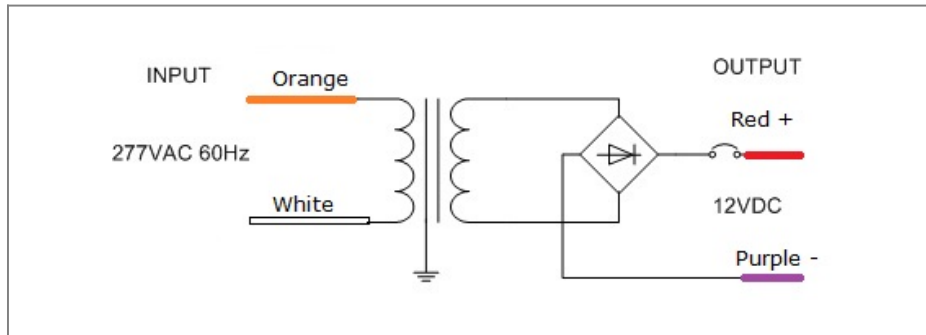 INPUT
Orange
277VAC 60Hz
White
OUTPUT
Red +
12VDC
Purple -